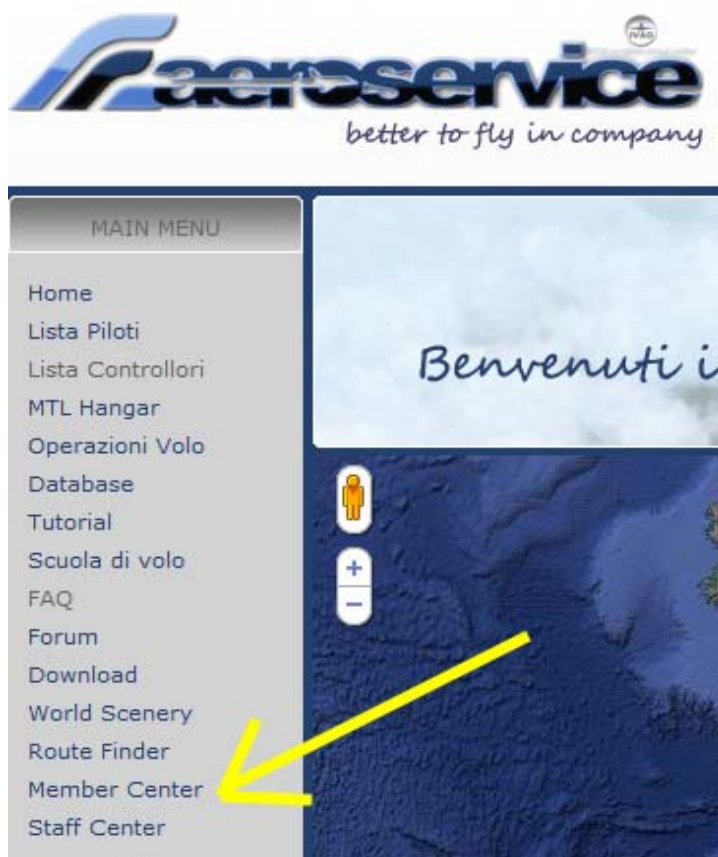 IVAO
aeroservice
better to fly in company
MAIN MENU
Home
Lista Piloti
Lista Controllori
MTL Hangar
Operazioni Volo
Database
Tutorial
Scuola di volo
FAQ
Forum
Download
World Scenery
Route Finder
Member Center
Staff Center
Benvenuti i
+
−